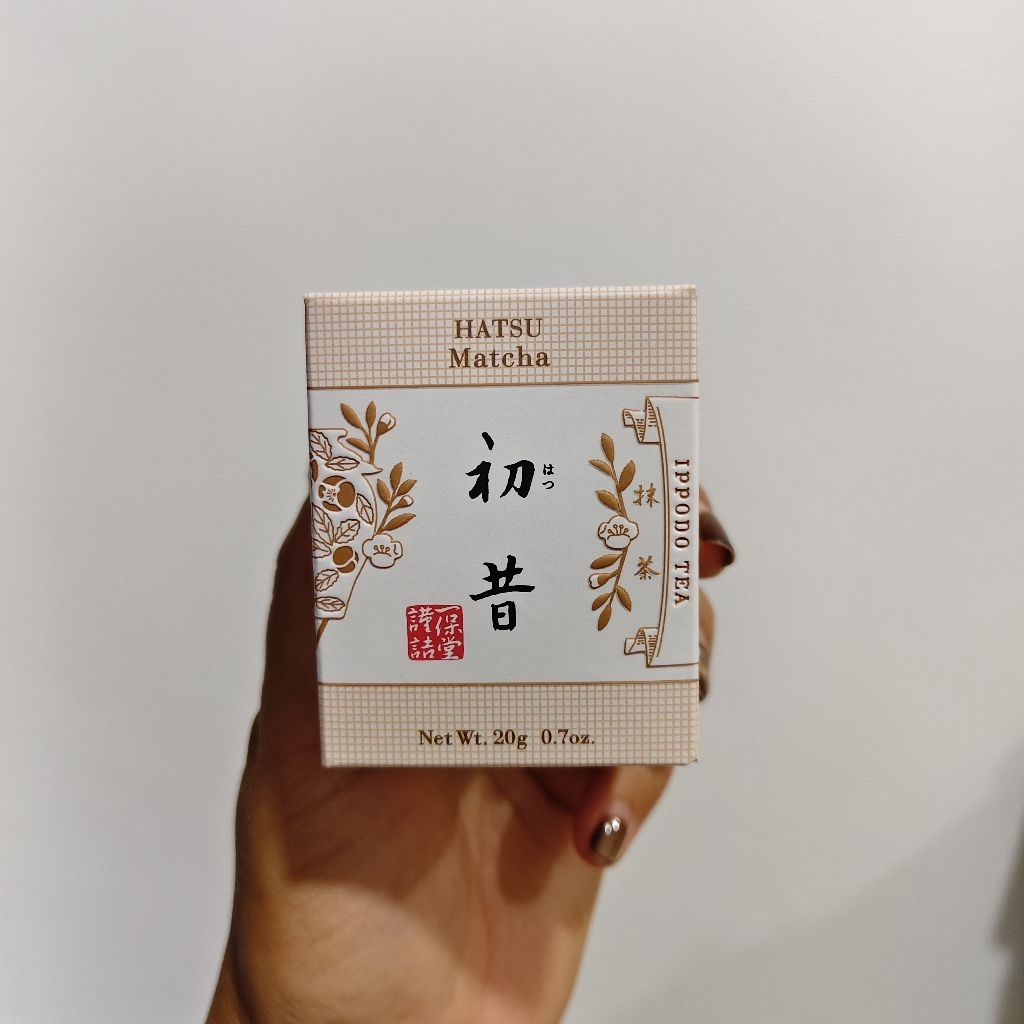 HATSU
Matcha
初昔
はつ
抹茶
IPPODO TEA
一保堂
謹詰
Net Wt. 20g 0.7oz.